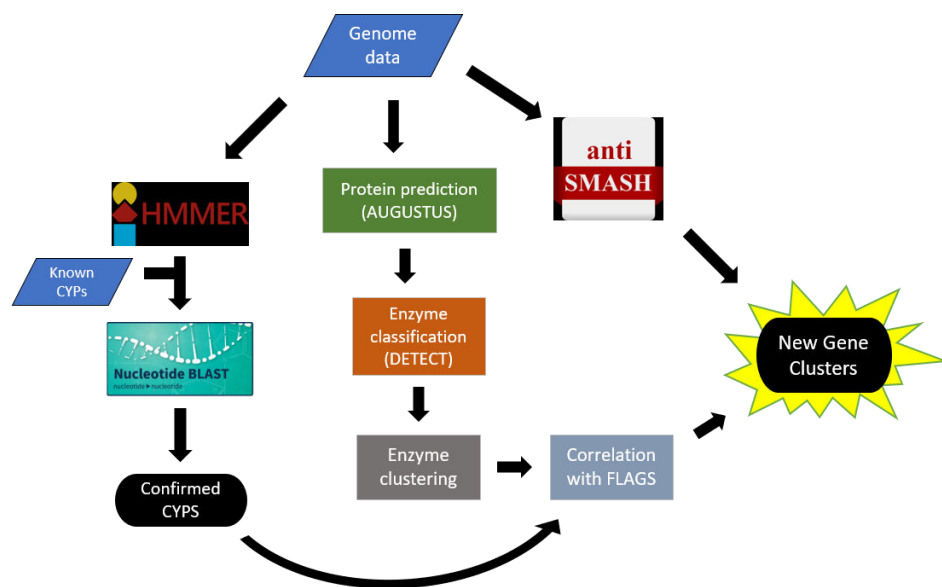 Genome
data
anti
SMASH
HMMER
Protein prediction
(AUGUSTUS)
Known
CYPs
Enzyme
classification
(DETECT)
Nucleotide BLAST
nucleotide ▸ nucleotide
New Gene
Clusters
Enzyme
clustering
Correlation
with FLAGS
Confirmed
CYPS